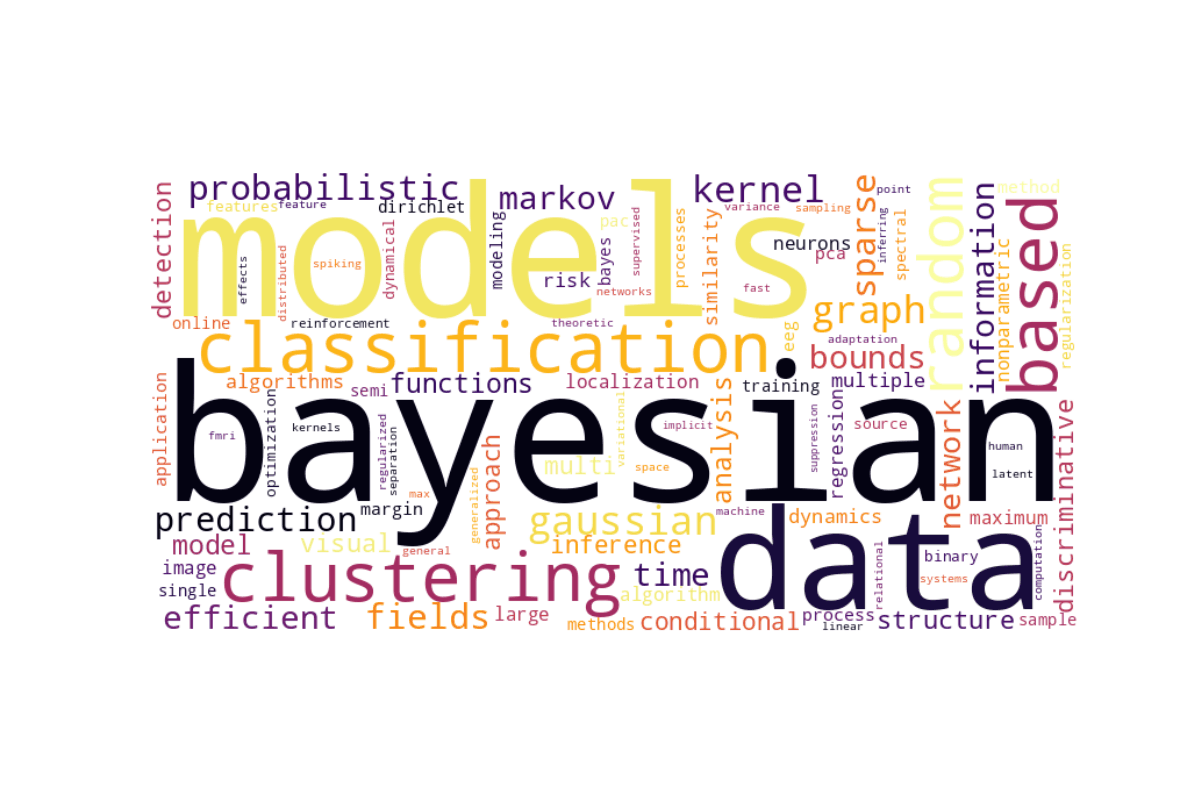 models
bayesian
data
classification
clustering
based
random
probabilistic
markov
kernel
sparse
information
graph
bounds
gaussian
prediction
efficient
fields
time
conditional
structure
discriminative
network
analysis
functions
inference
model
visual
multi
approach
detection
features
feature
dirichlet
modeling
pac
bayes
supervised
processes
variance
sampling
point
method
neurons
pca
inferring
spectral
similarity
nonparametric
regularization
effects
distributed
spiking
dynamical
risk
networks
fast
online
reinforcement
theoretic
eeg
adaptation
algorithms
semi
localization
training
multiple
application
fmri
optimization
kernels
regularized
separation
max
margin
generalized
variational
implicit
space
suppression
regression
source
human
latent
machine
dynamics
maximum
general
image
single
large
algorithm
methods
process
linear
relational
binary
systems
computation
sample